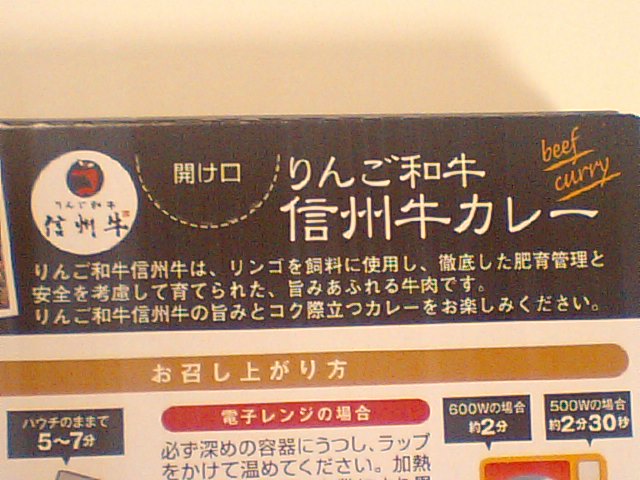 開け口
りんご和牛
信州牛カレー
beef
curry
りんご和牛
信州牛
りんご和牛信州牛は、リンゴを飼料に使用し、徹底した肥育管理と
安全を考慮して育てられた、旨みあふれる牛肉です。
りんご和牛信州牛の旨みとコク際立つカレーをお楽しみください。
お召し上がり方
パウチのままで
5～7分
電子レンジの場合
必ず深めの容器にうつし、ラップ
をかけて温めてください。加熱
600Wの場合
約2分
500Wの場合
約2分30秒